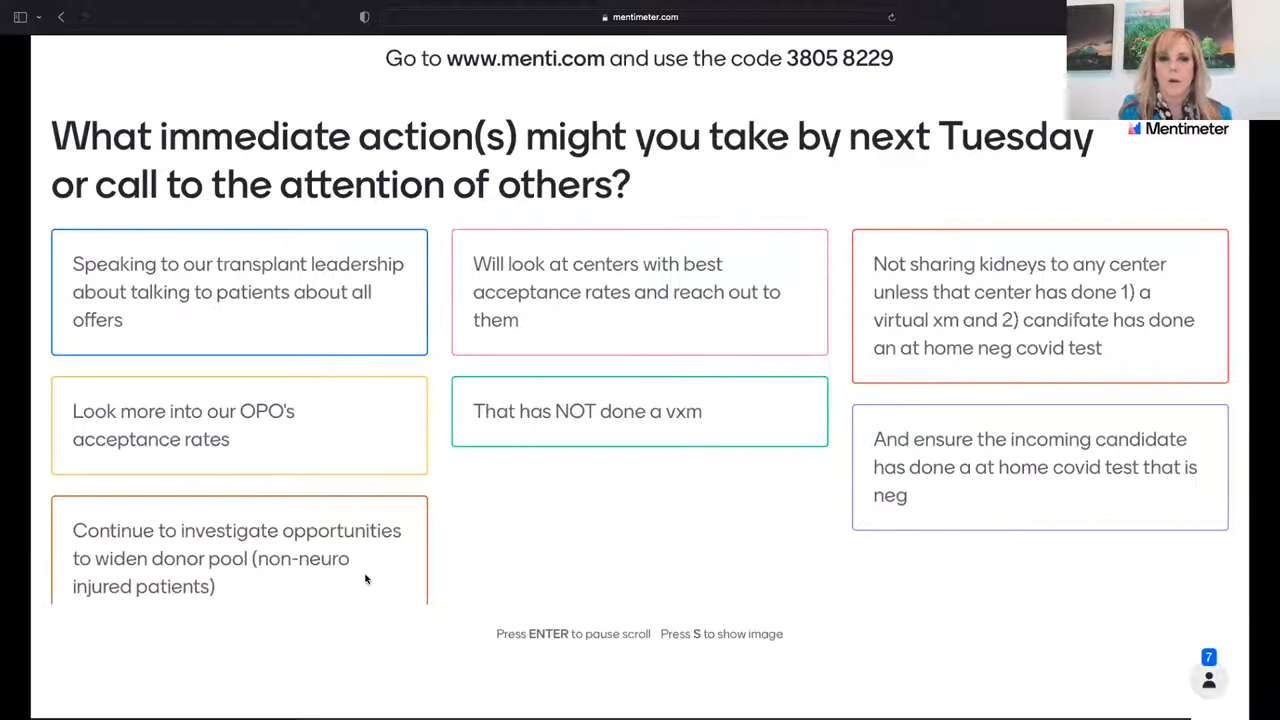 mentimeter.com
Go to www.menti.com and use the code 3805 8229
Mentimeter
What immediate action(s) might you take by next Tuesday
or call to the attention of others?
Speaking to our transplant leadership
about talking to patients about all
offers
Will look at centers with best
acceptance rates and reach out to
them
Not sharing kidneys to any center
unless that center has done 1) a
virtual xm and 2) candifate has done
an at home neg covid test
Look more into our OPO's
acceptance rates
That has NOT done a vxm
And ensure the incoming candidate
has done a at home covid test that is
neg
Continue to investigate opportunities
to widen donor pool (non-neuro
injured patients)
Press ENTER to pause scroll Press S to show image
7